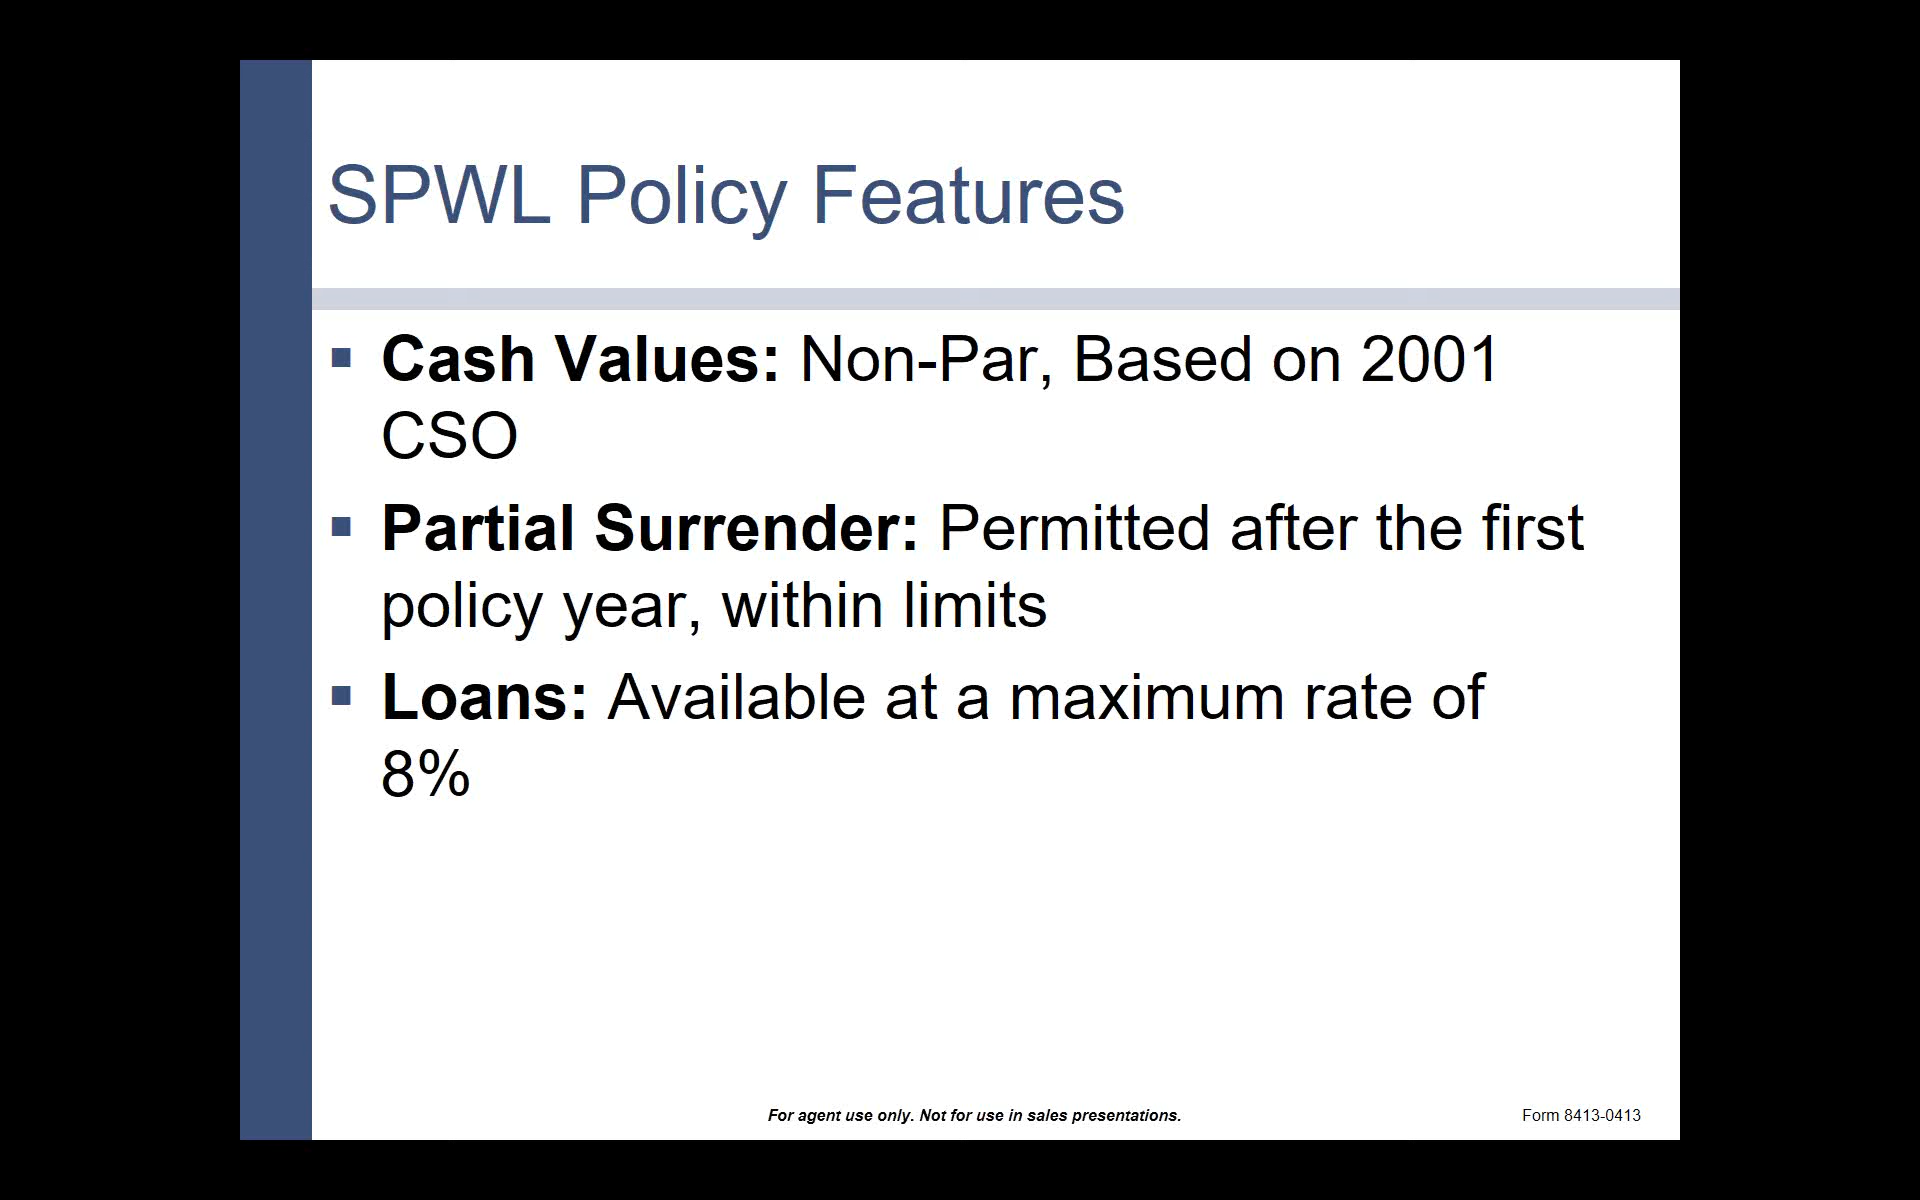 SPWL Policy Features
Cash Values: Non-Par, Based on 2001
CSO
Partial Surrender: Permitted after the first
policy year, within limits
Loans: Available at a maximum rate of
8%
For agent use only. Not for use in sales presentations.
Form 8413-0413